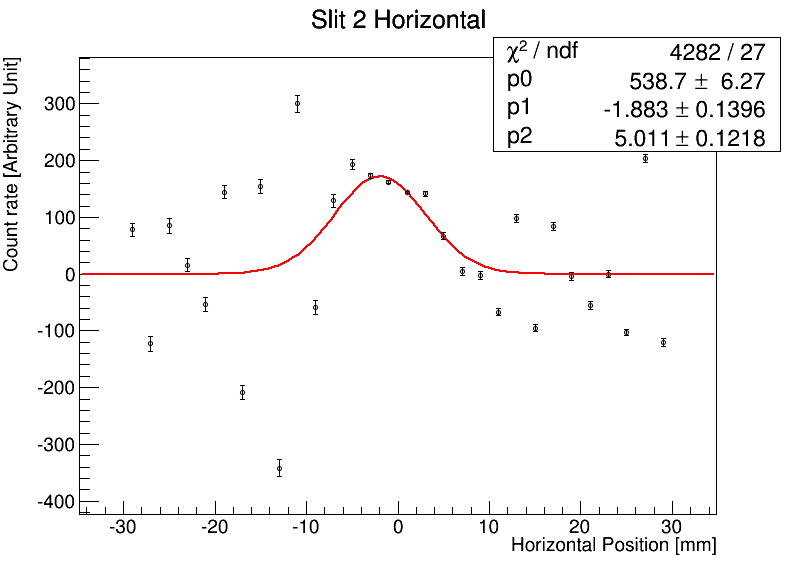 Slit 2 Horizontal
χ² / ndf 4282 / 27
p0 538.7 ± 6.27
p1 -1.883 ± 0.1396
p2 5.011 ± 0.1218
Count rate [Arbitrary Unit]
300
200
100
0
-100
-200
-300
-400
-30 -20 -10 0 10 20 30
Horizontal Position [mm]